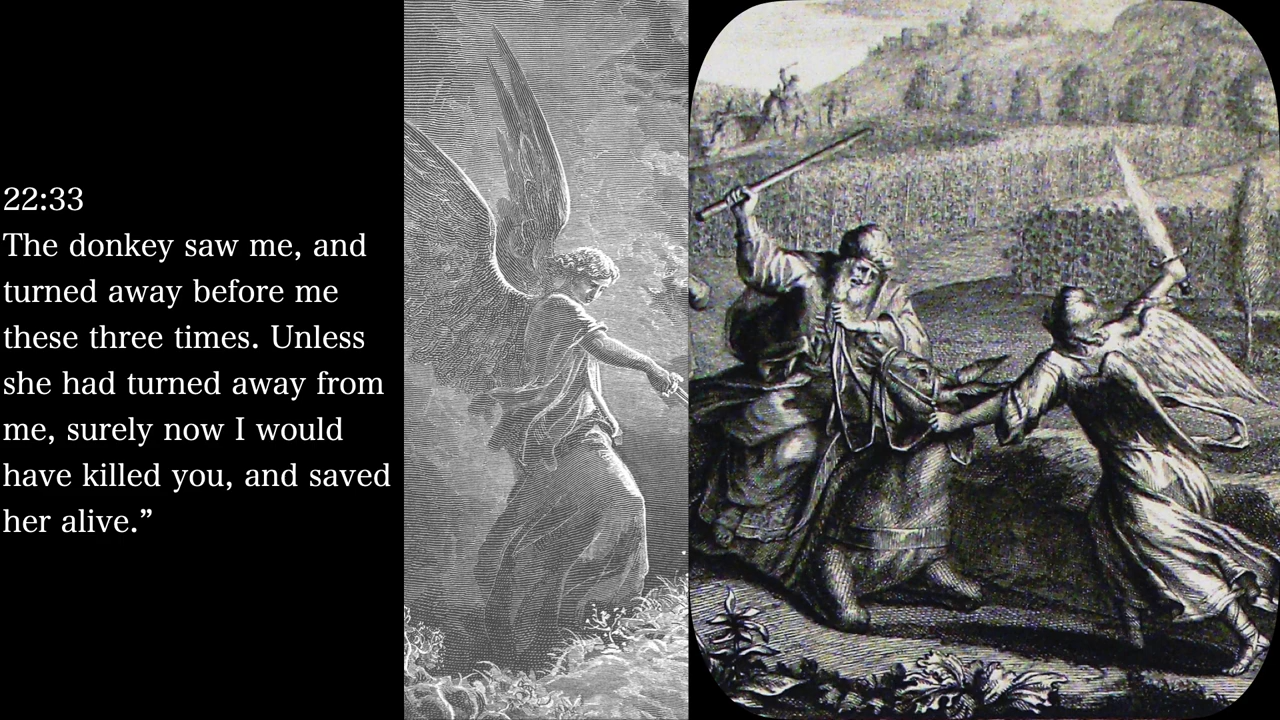 22:33
The donkey saw me, and
turned away before me
these three times. Unless
she had turned away from
me, surely now I would
have killed you, and saved
her alive.”